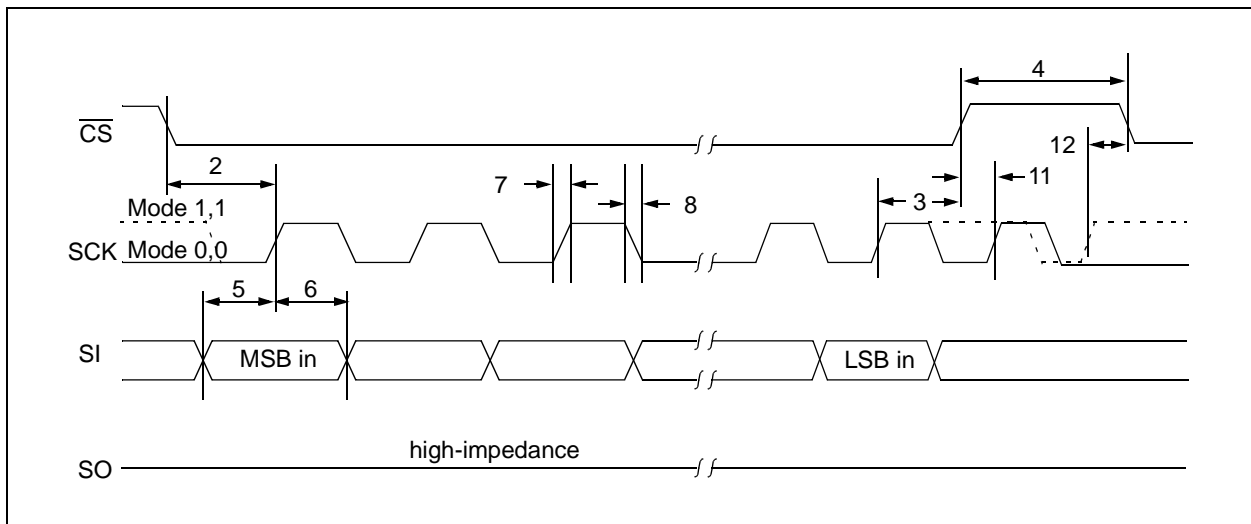 4
CS
12
2
7
11
Mode 1,1
8
3
SCK
Mode 0,0
5
6
SI
MSB in
LSB in
high-impedance
SO